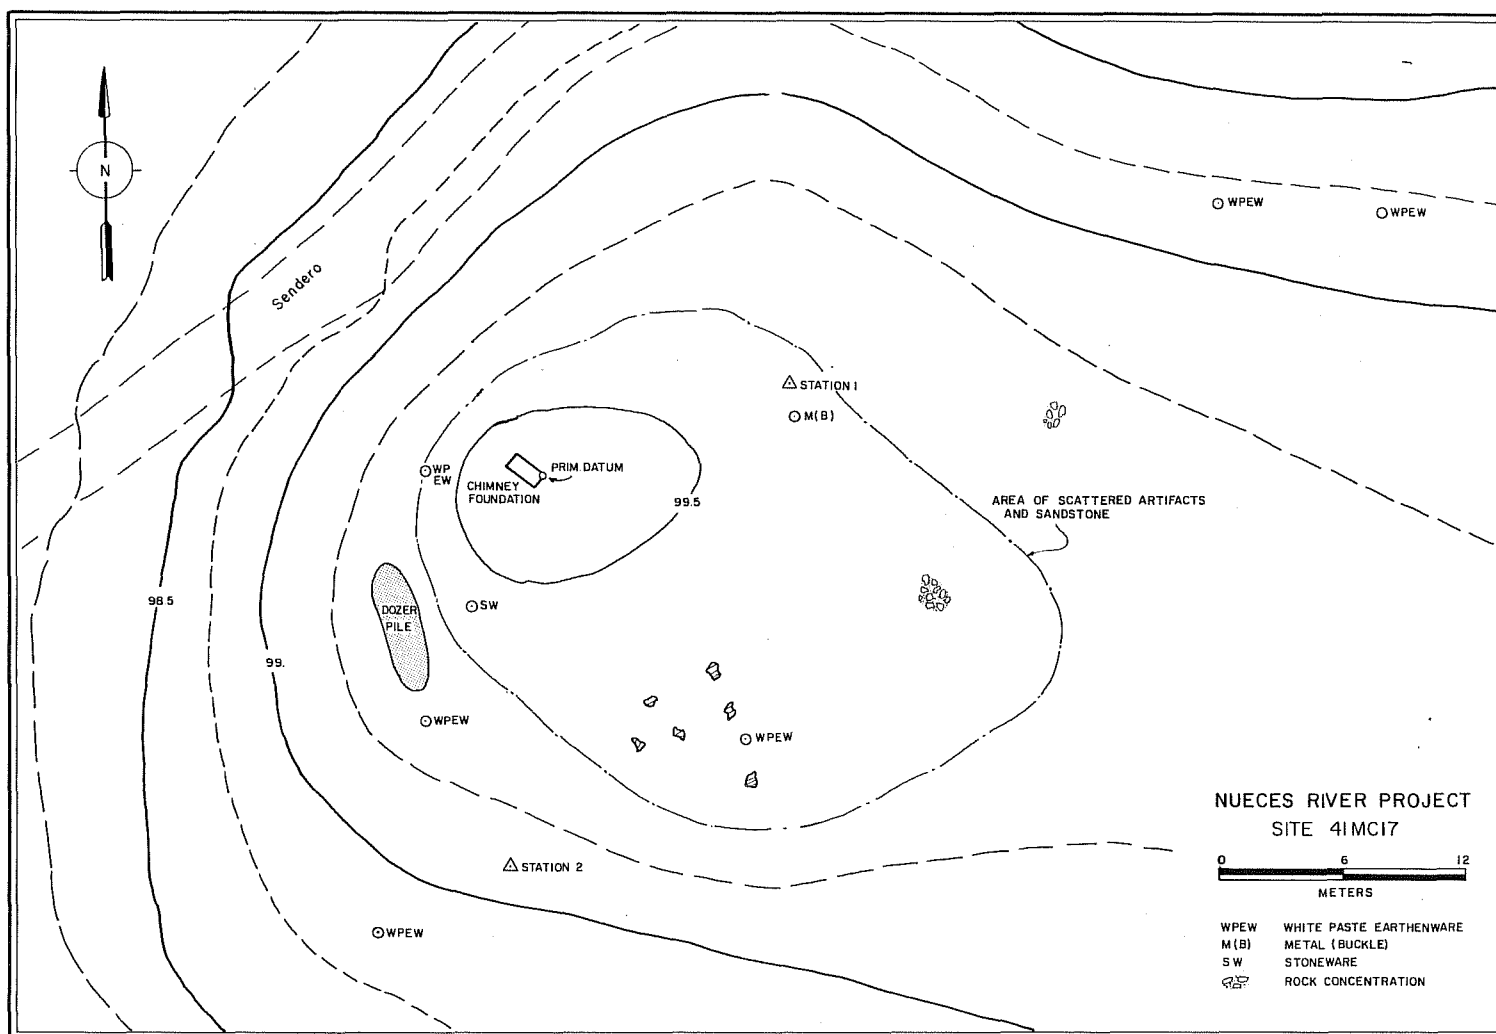 N
Sendero
WPEW
WPEW
STATION 1
M(B)
WP
EW
PRIM. DATUM
CHIMNEY
FOUNDATION
99.5
AREA OF SCATTERED ARTIFACTS
AND SANDSTONE
98.5
DOZER
PILE
SW
99.
WPEW
WPEW
STATION 2
WPEW
NUECES RIVER PROJECT
SITE 41MC17
0 6 12
METERS
WPEW WHITE PASTE EARTHENWARE
M(B) METAL (BUCKLE)
SW STONEWARE
ROCK CONCENTRATION